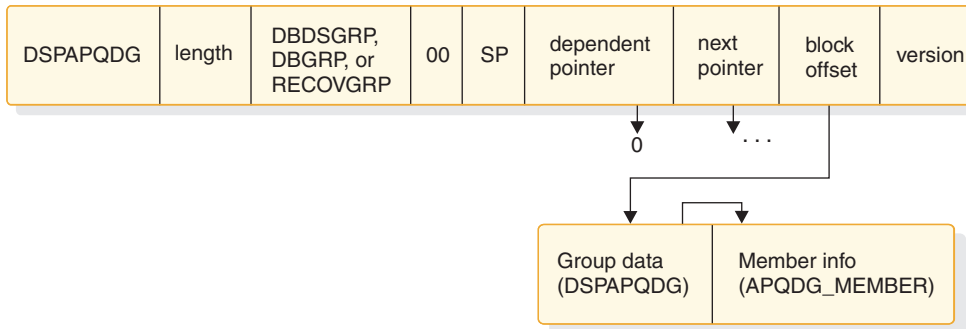 DSPAPQDG
length
DBDSGRP,
DBGRP, or
RECOVGRP
00
SP
dependent
pointer
next
pointer
block
offset
version
0
. . .
Group data
(DSPAPQDG)
Member info
(APQDG_MEMBER)